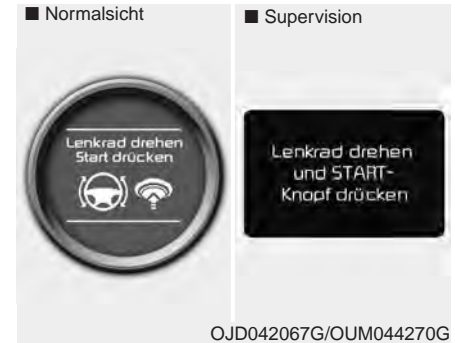 ■ Normalsicht
Lenkrad drehen
Start drücken
■ Supervision
Lenkrad drehen
und START-
Knopf drücken
OJD042067G/OUM044270G